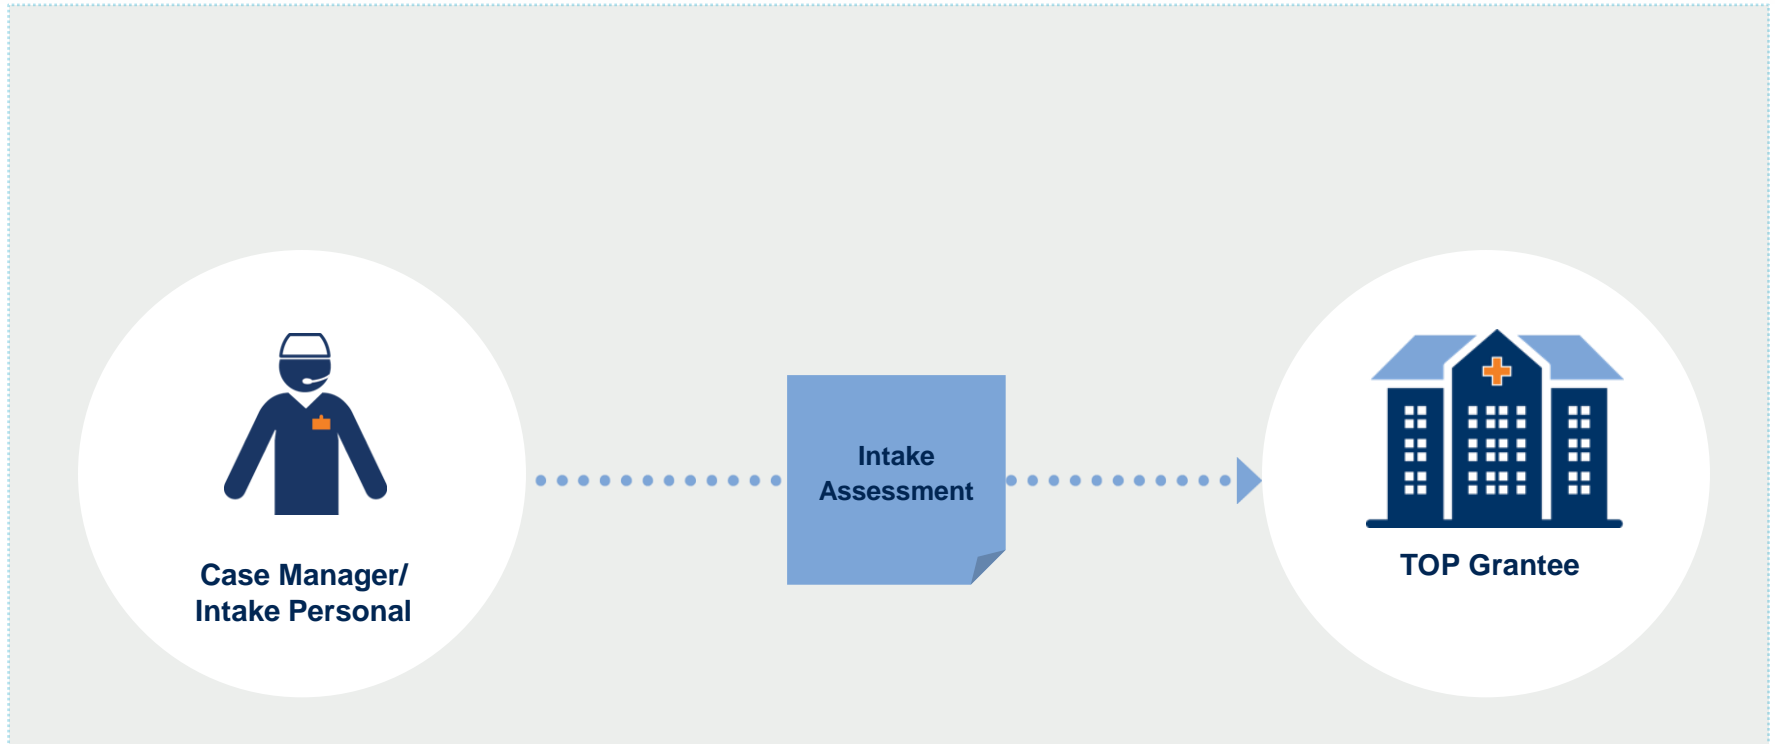 Intake
Assessment
Case Manager/
Intake Personal
TOP Grantee